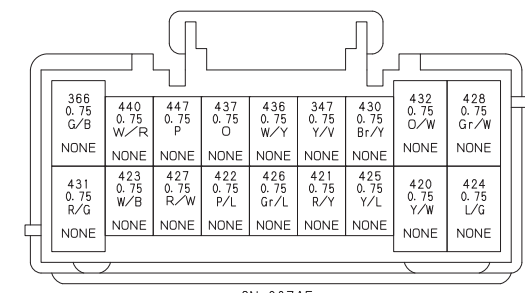 366 440 447 437 436 347 430 432 428
0.75 0.75 0.75 0.75 0.75 0.75 0.75 0.75 0.75
G/B W/R P O W/Y Y/V Br/Y O/W Gr/W
NONE NONE NONE NONE NONE NONE NONE NONE NONE
431 423 427 422 426 421 425 420 424
0.75 0.75 0.75 0.75 0.75 0.75 0.75 0.75 0.75
R/G W/B R/W P/L Gr/L R/Y Y/L Y/W L/G
NONE NONE NONE NONE NONE NONE NONE NONE NONE